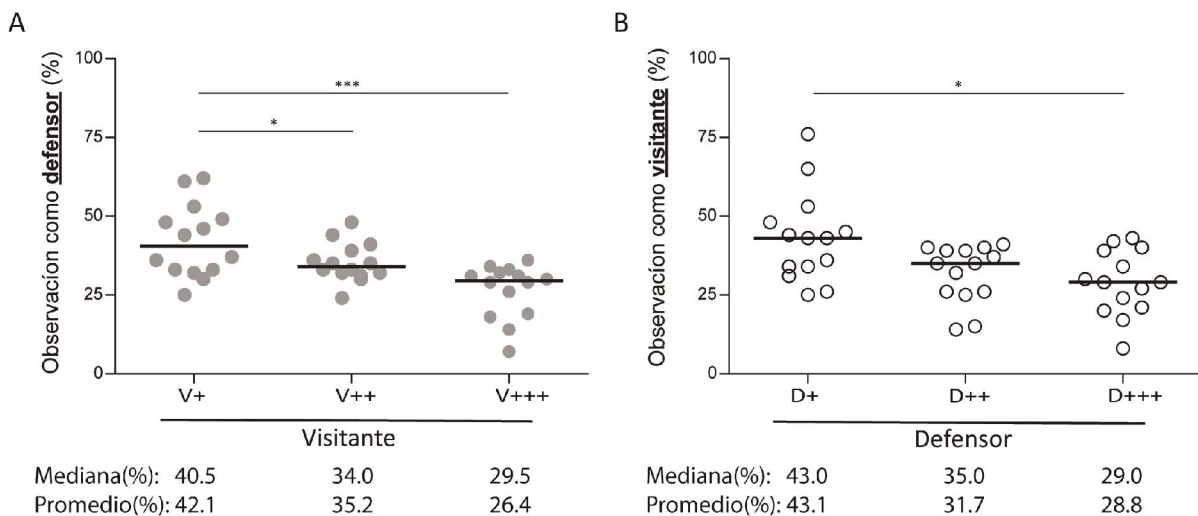 A
Observacíon como defensor (%)
100
75
50
25
0
***
*
V+ V++ V+++
Visitante
Mediana(%): 40.5 34.0 29.5
Promedio(%): 42.1 35.2 26.4
B
Observacíon como visitante (%)
100
75
50
25
0
*
D+ D++ D+++
Defensor
Mediana(%): 43.0 35.0 29.0
Promedio(%): 43.1 31.7 28.8